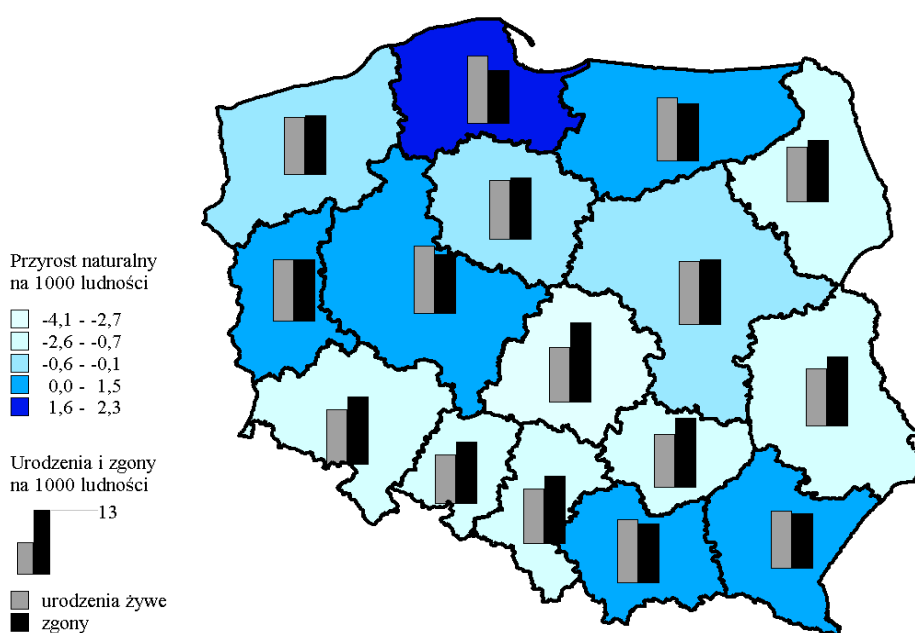 Przyrost naturalny
na 1000 ludności
-4,1 - -2,7
-2,6 - -0,7
-0,6 - -0,1
0,0 - 1,5
1,6 - 2,3
Urodzenia i zgony
na 1000 ludności
13
urodzenia żywe
zgony